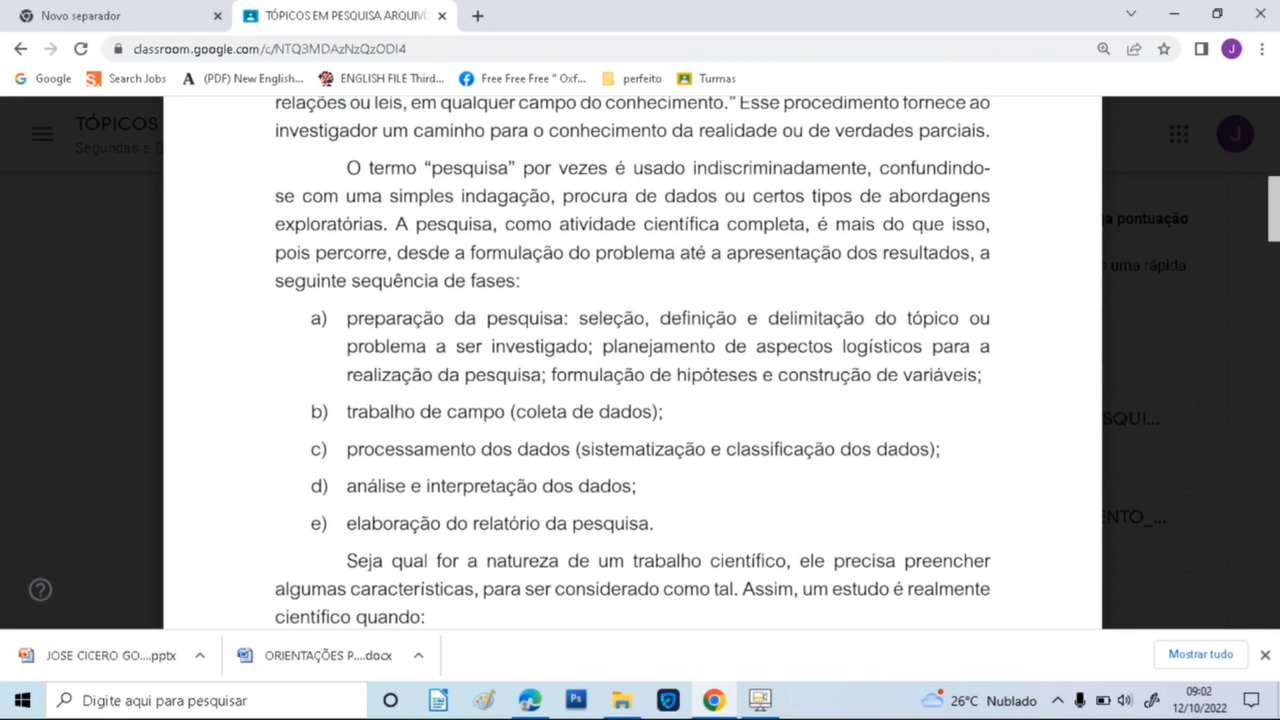 Novo separador
TÓPICOS EM PESQUISA ARQUIVÍS
classroom.google.com/c/NTQ3MDAzNzQzODI4
Google
Search Jobs
(PDF) New English...
ENGLISH FILE Third...
Free Free Free " Oxf...
perfeito
Turmas
J
TÓPICOS
Segundas e
J
relações ou leis, em qualquer campo do conhecimento.” Esse procedimento fornece ao
investigador um caminho para o conhecimento da realidade ou de verdades parciais.
O termo “pesquisa” por vezes é usado indiscriminadamente, confundindo-
se com uma simples indagação, procura de dados ou certos tipos de abordagens
exploratórias. A pesquisa, como atividade científica completa, é mais do que isso,
pois percorre, desde a formulação do problema até a apresentação dos resultados, a
seguinte sequência de fases:
a) preparação da pesquisa: seleção, definição e delimitação do tópico ou
problema a ser investigado; planejamento de aspectos logísticos para a
realização da pesquisa; formulação de hipóteses e construção de variáveis;
b) trabalho de campo (coleta de dados);
c) processamento dos dados (sistematização e classificação dos dados);
d) análise e interpretação dos dados;
e) elaboração do relatório da pesquisa.
Seja qual for a natureza de um trabalho científico, ele precisa preencher
algumas características, para ser considerado como tal. Assim, um estudo é realmente
científico quando:
ja pontuação
uma rápida
SQUI...
NTO_...
JOSE CICERO GO....pptx
ORIENTAÇÕES P....docx
Mostrar tudo
Digite aqui para pesquisar
Ps
26°C Nublado
09:02
12/10/2022